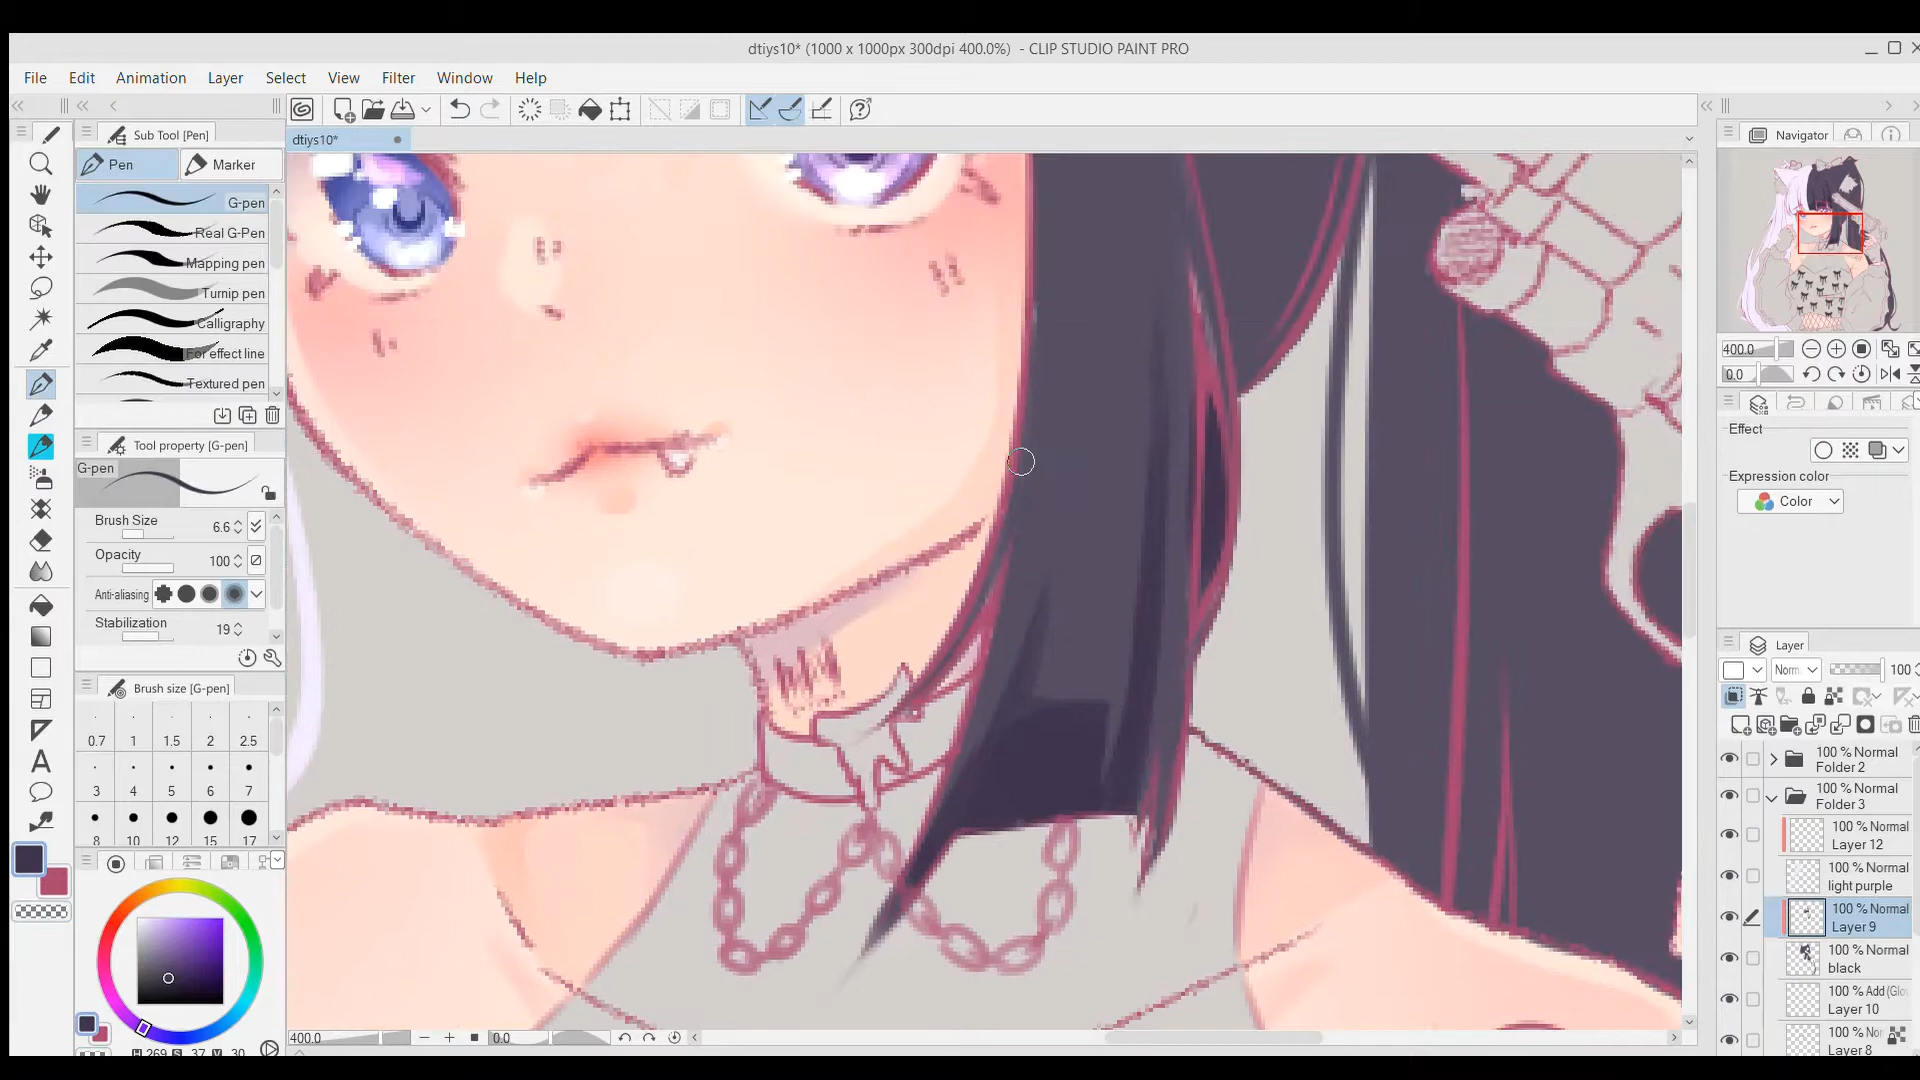 dtiys10* (1000 x 1000px 300dpi 400.0%) - CLIP STUDIO PAINT PRO
File Edit Animation Layer Select View Filter Window Help
Sub Tool [Pen]
dtiys10*
Navigator
Pen Marker
G-pen
Real G-Pen
Mapping pen
Turnip pen
Calligraphy
For effect line
Textured pen
400.0
0.0
Tool property [G-pen]
G-pen
Brush Size 6.6
Opacity 100
Anti-aliasing
Stabilization 19
Effect
Expression color
Color
Brush size [G-pen]
0.7 1 1.5 2 2.5
3 4 5 6 7
8 10 12 15 17
Layer
Norm 100
100 % Normal
Folder 2
100 % Normal
Folder 3
100 % Normal
Layer 12
100 % Normal
light purple
100 % Normal
Layer 9
100 % Normal
black
100 % Add (Glo
Layer 10
100 % No
Layer 8
400.0 0.0
H 269 S 37 V 30